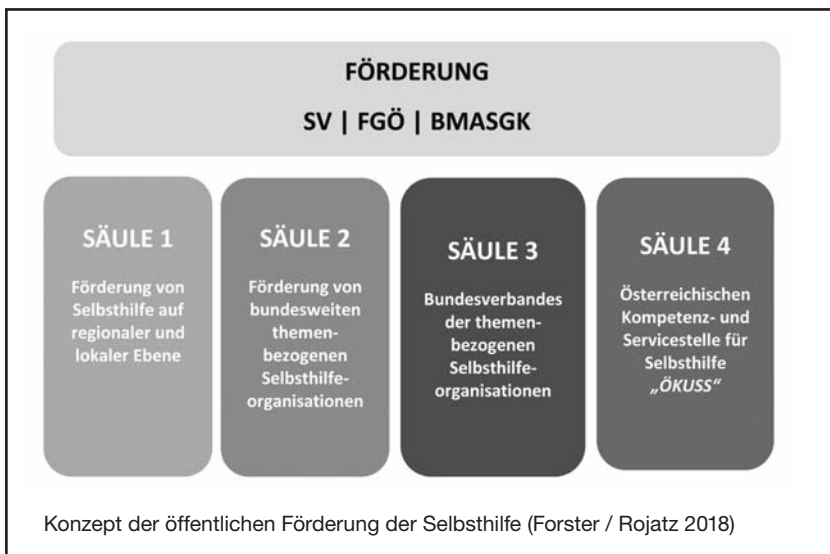 FÖRDERUNG
SV | FGÖ | BMASGK
SÄULE 1
Förderung von
Selbsthilfe auf
regionaler und
lokaler Ebene
SÄULE 2
Förderung von
bundesweiten
themen-
bezogenen
Selbsthilfe-
organisationen
SÄULE 3
Bundesverbandes
der themen-
bezogenen
Selbsthilfe-
organisationen
SÄULE 4
Österreichischen
Kompetenz- und
Servicestelle für
Selbsthilfe
„ÖKUSS“
Konzept der öffentlichen Förderung der Selbsthilfe (Forster / Rojatz 2018)